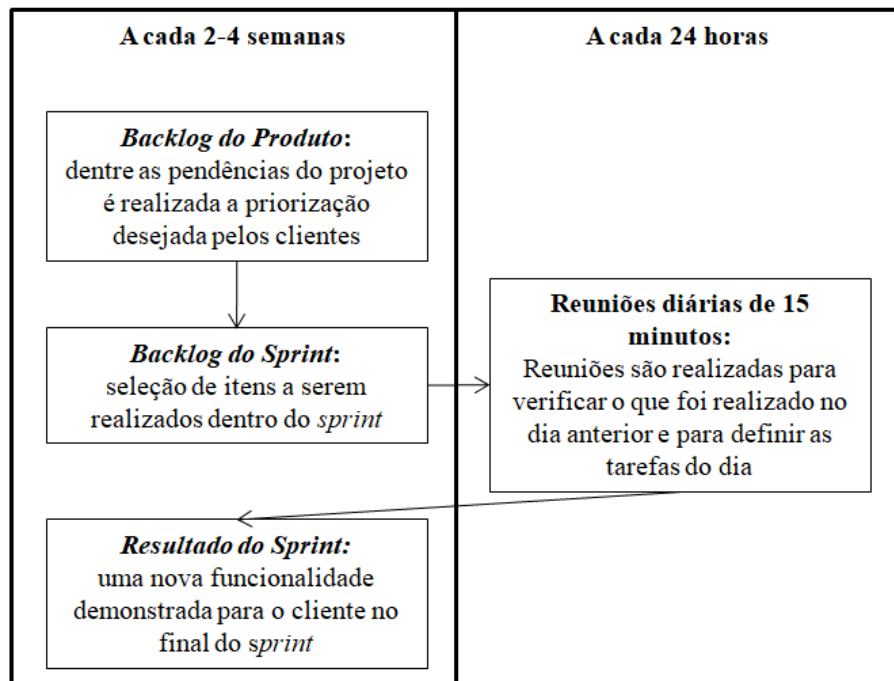 A cada 2-4 semanas
A cada 24 horas
Backlog do Produto:
dentre as pendências do projeto
é realizada a priorização
desejada pelos clientes
Backlog do Sprint:
seleção de itens a serem
realizados dentro do sprint
Reuniões diárias de 15
minutos:
Reuniões são realizadas para
verificar o que foi realizado no
dia anterior e para definir as
tarefas do dia
Resultado do Sprint:
uma nova funcionalidade
demonstrada para o cliente no
final do sprint